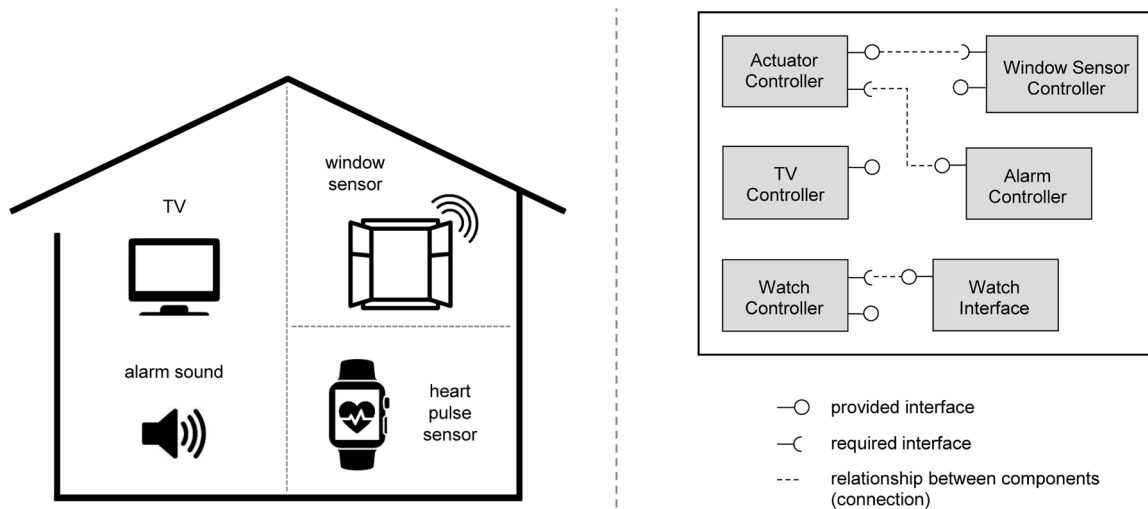 TV
window
sensor
alarm sound
heart
pulse
sensor
Actuator
Controller
Window Sensor
Controller
TV
Controller
Alarm
Controller
Watch
Controller
Watch
Interface
provided interface
required interface
relationship between components
(connection)